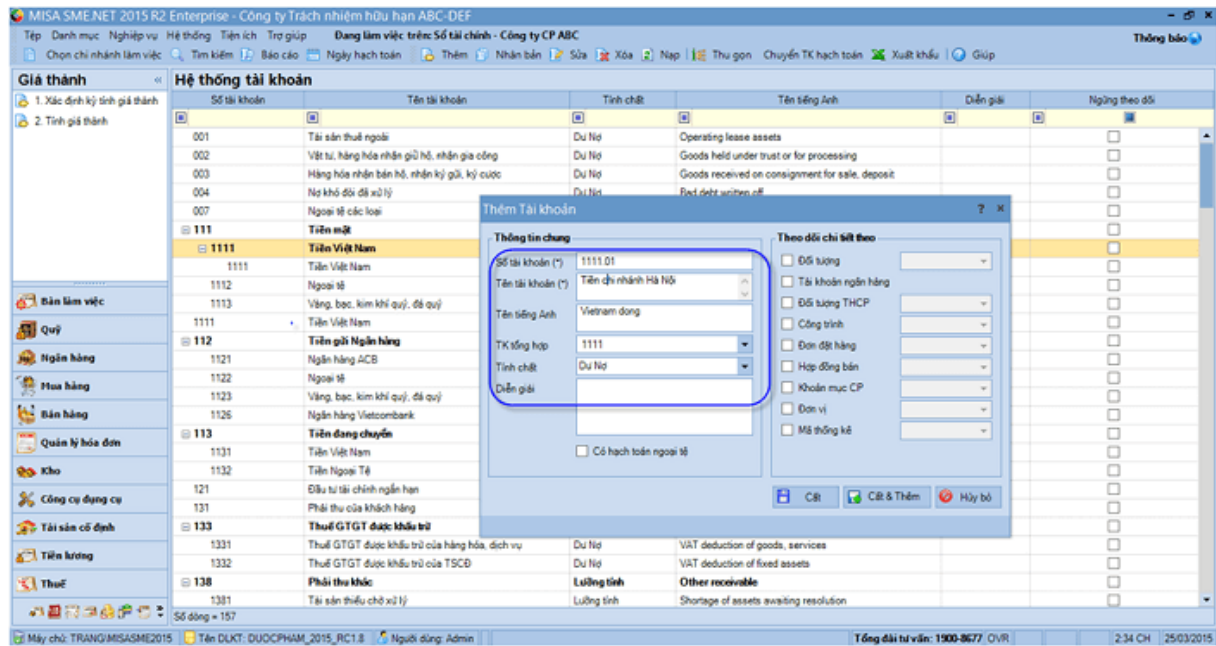 MISA SME.NET 2015 R2 Enterprise - Công ty Trách nhiệm hữu hạn ABC-DEF
Tệp Danh mục Nghiệp vụ Hệ thống Tiện ích Trợ giúp Đang làm việc trên: Sổ tài chính - Công ty CP ABC Thông báo
Chọn chi nhánh làm việc Tìm kiếm Báo cáo Ngày hạch toán Thêm Nhân bản Sửa Xóa Nạp Thu gọn Chuyển TK hạch toán Xuất khẩu Giúp
Giá thành «
1. Xác định kỳ tính giá thành
2. Tính giá thành
Bàn làm việc
Quỹ
Ngân hàng
Mua hàng
Bán hàng
Quản lý hóa đơn
Kho
Công cụ dụng cụ
Tài sản cố định
Tiền lương
Thuế
Hệ thống tài khoản
Số tài khoản Tên tài khoản Tính chất Tên tiếng Anh Diễn giải Ngừng theo dõi
001 Tài sản thuê ngoài Dư Nợ Operating lease assets
002 Vật tư, hàng hóa nhận giữ hộ, nhận gia công Dư Nợ Goods held under trust or for processing
003 Hàng hóa nhận bán hộ, nhận ký gửi, ký cược Dư Nợ Goods received on consignment for sale, deposit
004 Nợ khó đòi đã xử lý Dư Nợ Bad debt written off
007 Ngoại tệ các loại
111 Tiền mặt
1111 Tiền Việt Nam
1111 Tiền Việt Nam
1112 Ngoại tệ
1113 Vàng, bạc, kim khí quý, đá quý
1111 Tiền Việt Nam
112 Tiền gửi Ngân hàng
1121 Ngân hàng ACB
1122 Ngoại tệ
1123 Vàng, bạc, kim khí quý, đá quý
1126 Ngân hàng Vietcombank
113 Tiền đang chuyển
1131 Tiền Việt Nam
1132 Tiền Ngoại Tệ
121 Đầu tư tài chính ngắn hạn
131 Phải thu của khách hàng
133 Thuế GTGT được khấu trừ
1331 Thuế GTGT được khấu trừ của hàng hóa, dịch vụ Dư Nợ VAT deduction of goods, services
1332 Thuế GTGT được khấu trừ của TSCĐ Dư Nợ VAT deduction of fixed assets
138 Phải thu khác Lưỡng tính Other receivable
1381 Tài sản thiếu chờ xử lý Lưỡng tính Shortage of assets awaiting resolution
Số dòng = 157
Thêm Tài khoản ? ×
Thông tin chung
Số tài khoản (*) 1111.01
Tên tài khoản (*) Tiền chi nhánh Hà Nội
Tên tiếng Anh Vietnam dong
TK tổng hợp 1111
Tính chất Dư Nợ
Diễn giải
Có hạch toán ngoại tệ
Theo dõi chi tiết theo
Đối tượng
Tài khoản ngân hàng
Đối tượng THCP
Công trình
Đơn đặt hàng
Hợp đồng bán
Khoản mục CP
Đơn vị
Mã thống kê
Cất Cất & Thêm Hủy bỏ
Máy chủ: TRANG\MISASME2015 Tên DLKT: DUOCPHAM_2015_RC1.8 Người dùng: Admin Tổng đài tư vấn: 1900-8677 OVR 2:34 CH 25/03/2015